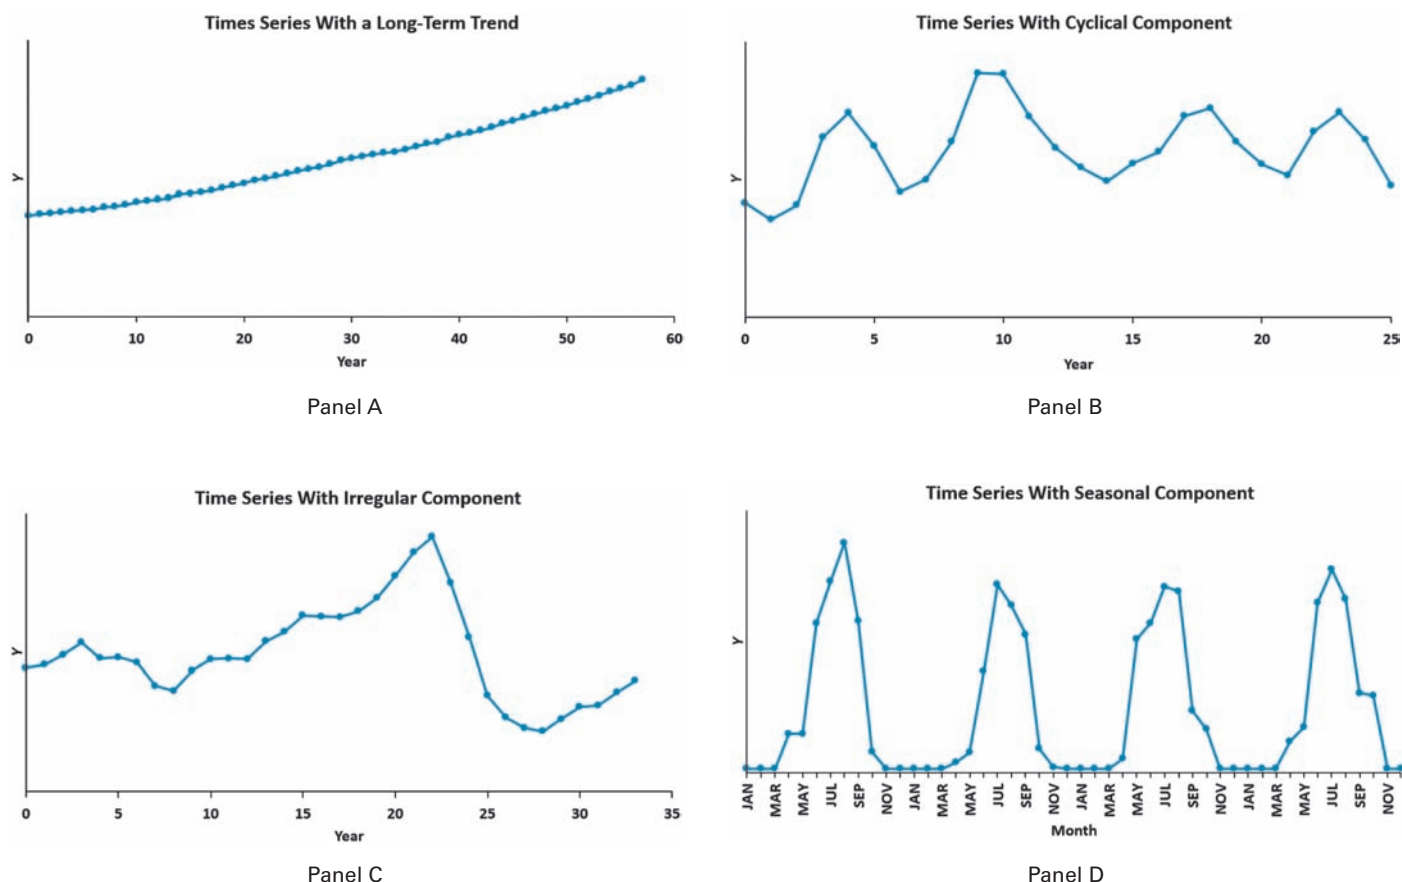 Times Series With a Long-Term Trend
Y
0 10 20 30 40 50 60
Year
Panel A
Time Series With Cyclical Component
Y
0 5 10 15 20 25
Year
Panel B
Time Series With Irregular Component
Y
0 5 10 15 20 25 30 35
Year
Panel C
Time Series With Seasonal Component
Y
JAN MAR MAY JUL SEP NOV JAN MAR MAY JUL SEP NOV JAN MAR MAY JUL SEP NOV JAN MAR MAY JUL SEP NOV
Month
Panel D